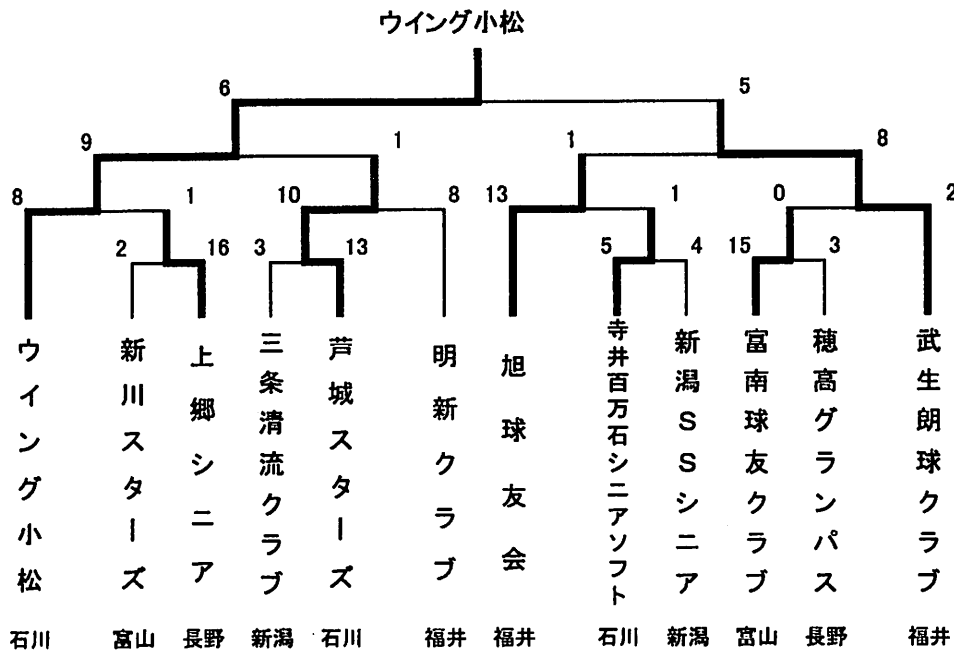 ウイング小松
6 5
9 1 1 8
8 1 10 8 13 1 0 2
2 16 3 13 5 4 15 3
ウイング小松
新川スターズ
上郷シニア
三条清流クラブ
芦城スターズ
明新クラブ
旭球友会
寺井百万石シニアソフト
新潟SSシニア
富南球友クラブ
穂高グランパス
武生朗球クラブ
石川 富山 長野 新潟 石川 福井 福井 石川 新潟 富山 長野 福井